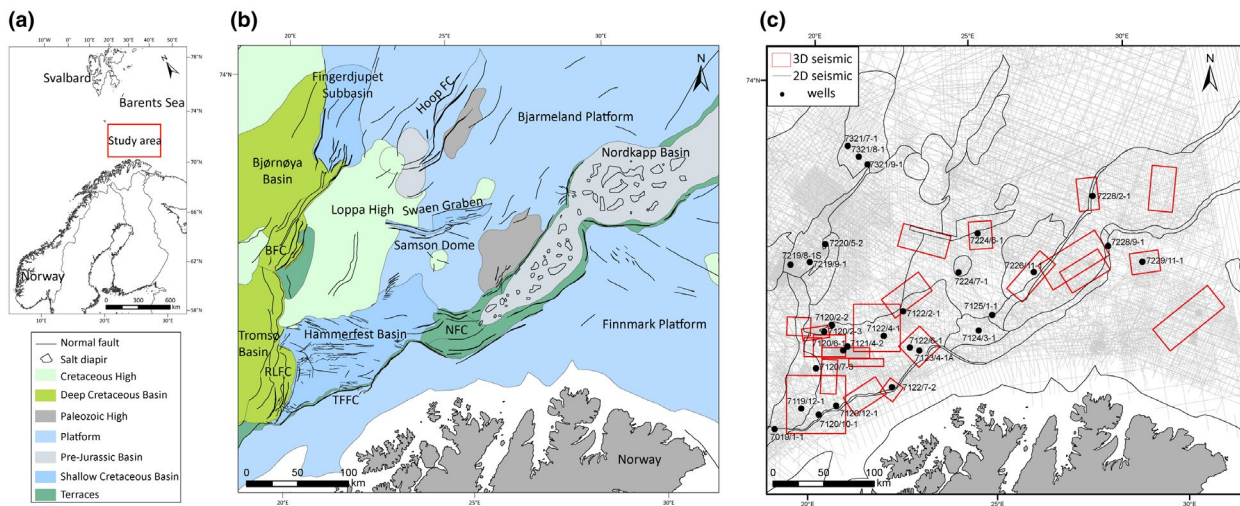 (a)
10°W 0° 10°E 20°E 30°E 40°E 50°E
78°N
Svalbard
N
Barents Sea
74°N
Study area
70°N
68°N
62°N
Norway
58°N
km
0 300 600
10°E 20°E 30°E
Normal fault
Salt diapir
Cretaceous High
Deep Cretaceous Basin
Paleozoic High
Platform
Pre-Jurassic Basin
Shallow Cretaceous Basin
Terraces
(b)
20°E 25°E 30°E
74°N
Fingerdjupet
Subbasin
Hoop FC
N
Bjarmeland Platform
Nordkapp Basin
Bjørnøya
Basin
Loppa High
Swaen Graben
Samson Dome
BFC
Hammerfest Basin
NFC
Finnmark Platform
Tromsø
Basin
RLFC
TFFC
Norway
0 50 100
km
20°E 25°E 30°E
(c)
20°E 25°E 30°E
3D seismic
2D seismic
wells
N
74°N
7321/7-1
7321/8-1
7321/9-1
7228/2-1
7220/5-2
7224/6-1
7228/9-1
7219/8-1S
7219/9-1
7229/11-1
7224/7-1
7226/11-1
7122/2-1
7125/1-1
7120/2-2
7120/2-3
7122/4-1
7124/3-1
7120/6-1
7121/4-2
7122/6-1
7123/4-1A
7120/7-3
7122/7-2
7119/12-1
7120/12-1
7120/10-1
7019/1-1
0 50 100
km
20°E 25°E 30°E